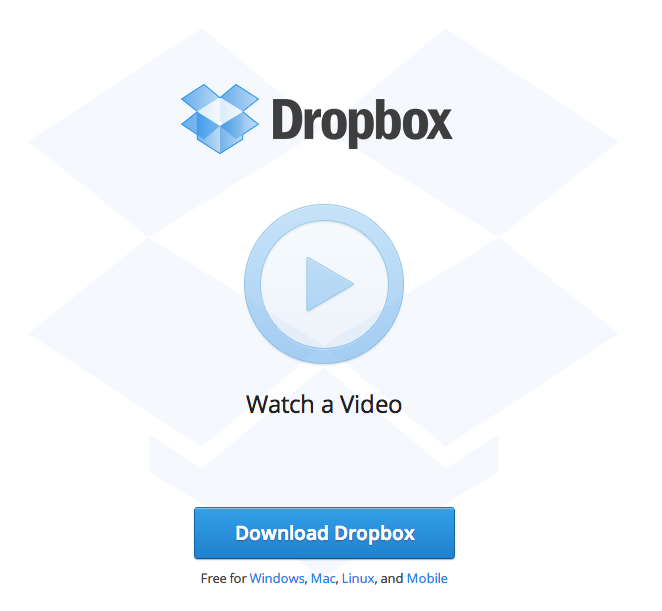 Dropbox
Watch a Video
Download Dropbox
Free for Windows, Mac, Linux, and Mobile